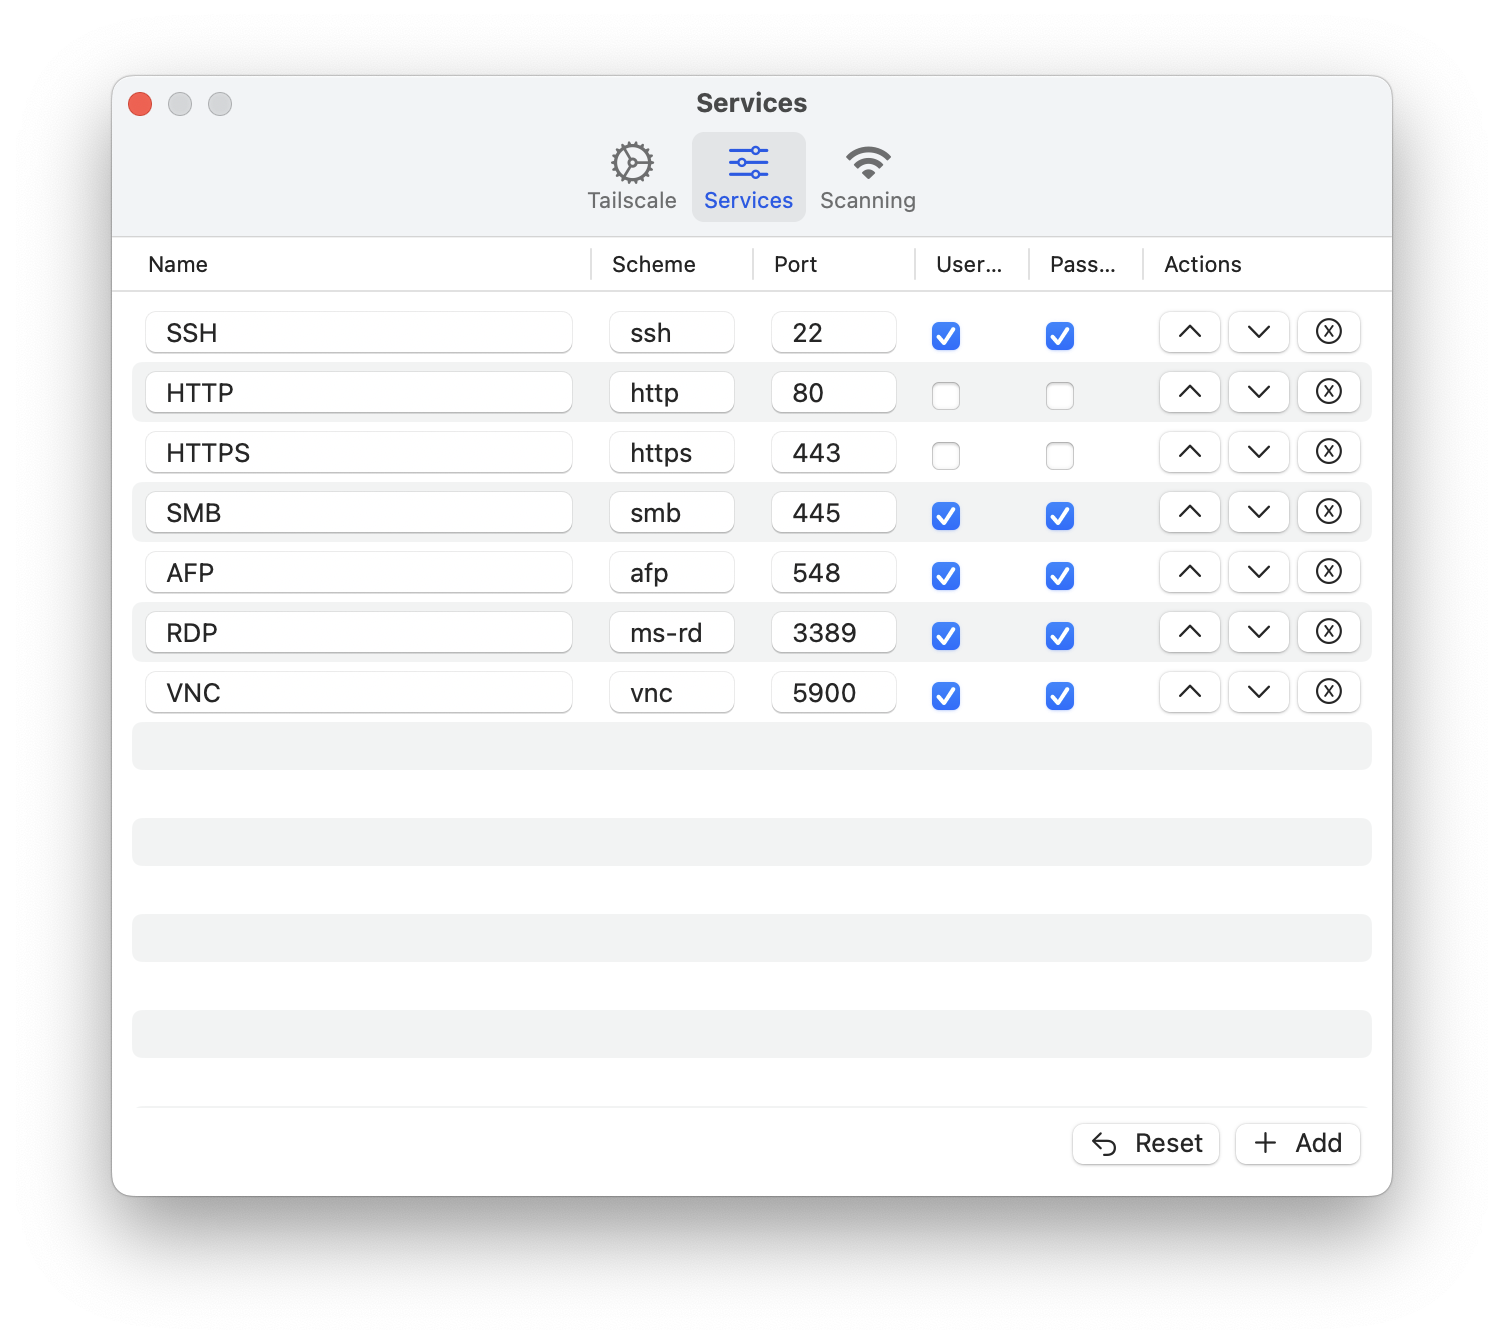 Services
Tailscale Services Scanning
Name Scheme Port User... Pass... Actions
SSH ssh 22
HTTP http 80
HTTPS https 443
SMB smb 445
AFP afp 548
RDP ms-rd 3389
VNC vnc 5900
Reset Add